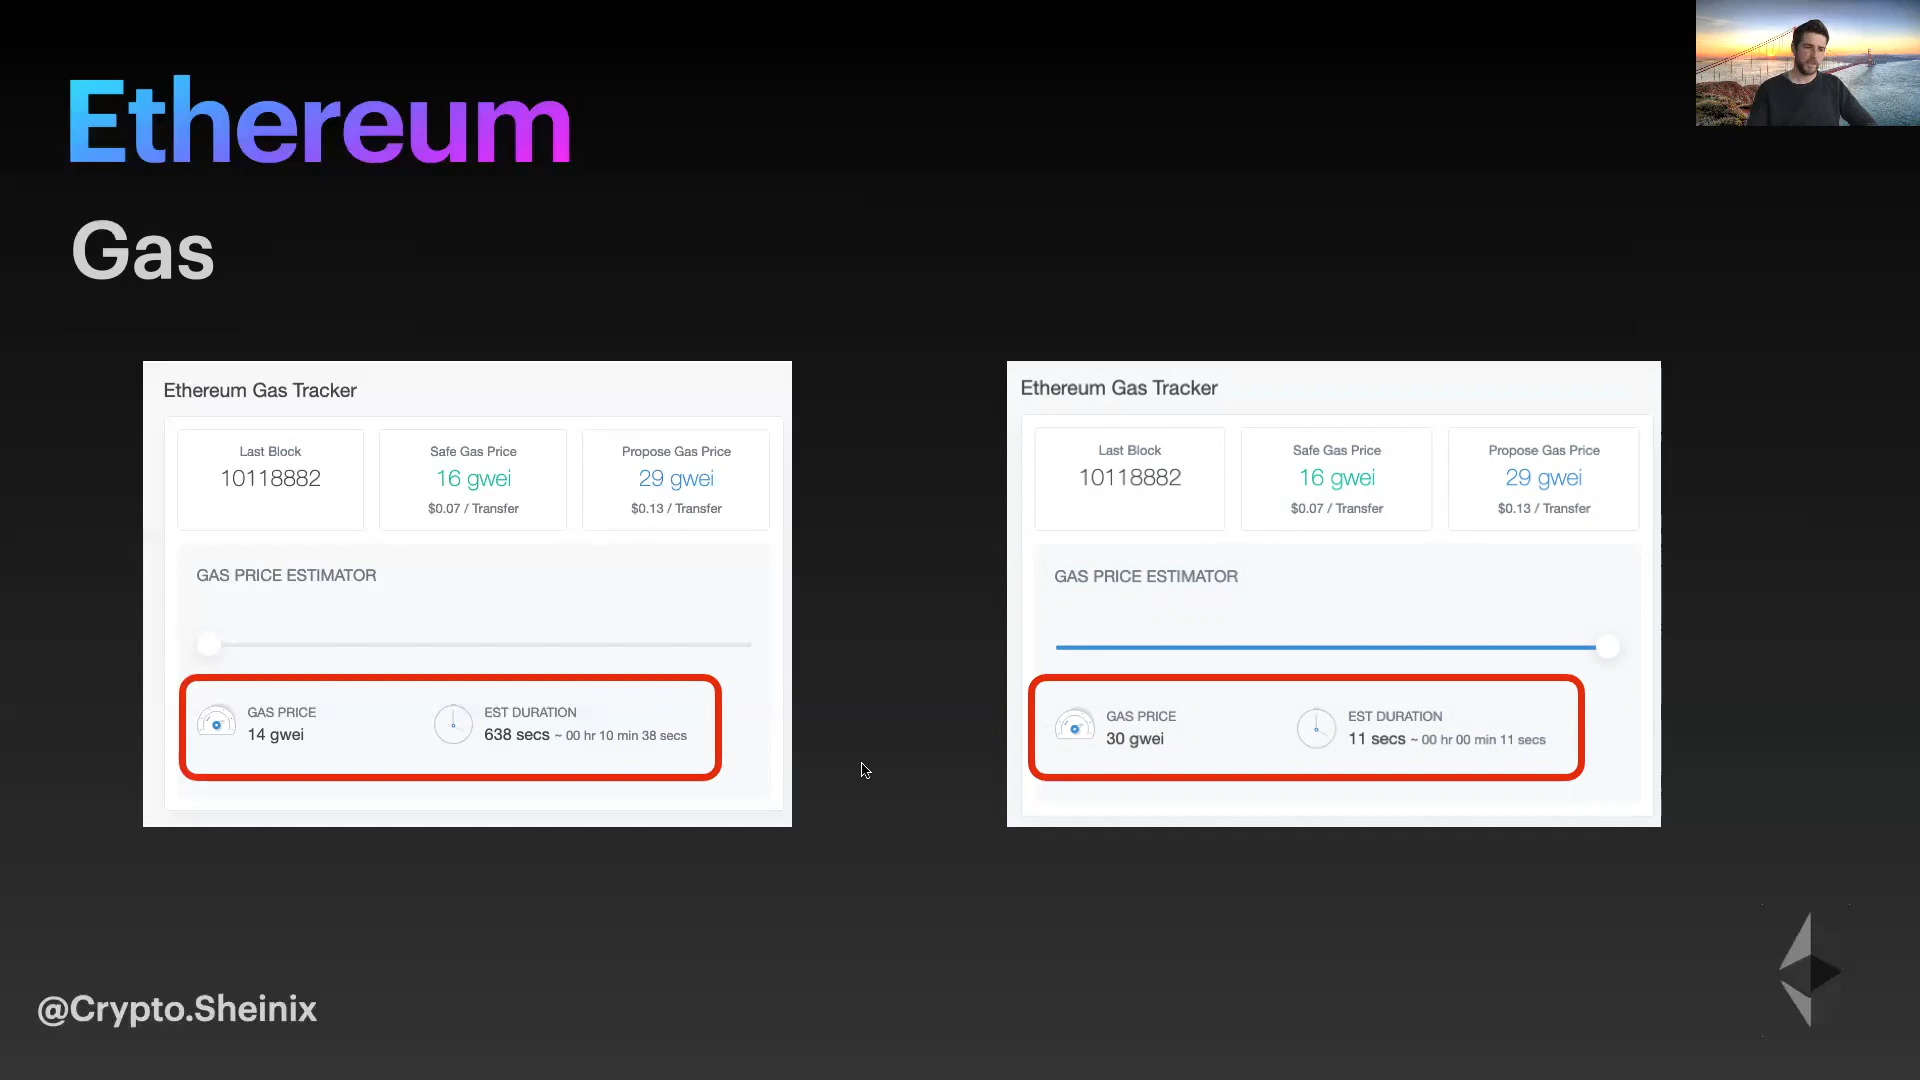 Ethereum
Gas
Ethereum Gas Tracker
Last Block
10118882
Safe Gas Price
16 gwei
$0.07 / Transfer
Propose Gas Price
29 gwei
$0.13 / Transfer
GAS PRICE ESTIMATOR
GAS PRICE
14 gwei
EST DURATION
638 secs ~ 00 hr 10 min 38 secs
Ethereum Gas Tracker
Last Block
10118882
Safe Gas Price
16 gwei
$0.07 / Transfer
Propose Gas Price
29 gwei
$0.13 / Transfer
GAS PRICE ESTIMATOR
GAS PRICE
30 gwei
EST DURATION
11 secs ~ 00 hr 00 min 11 secs
@Crypto.Sheinix